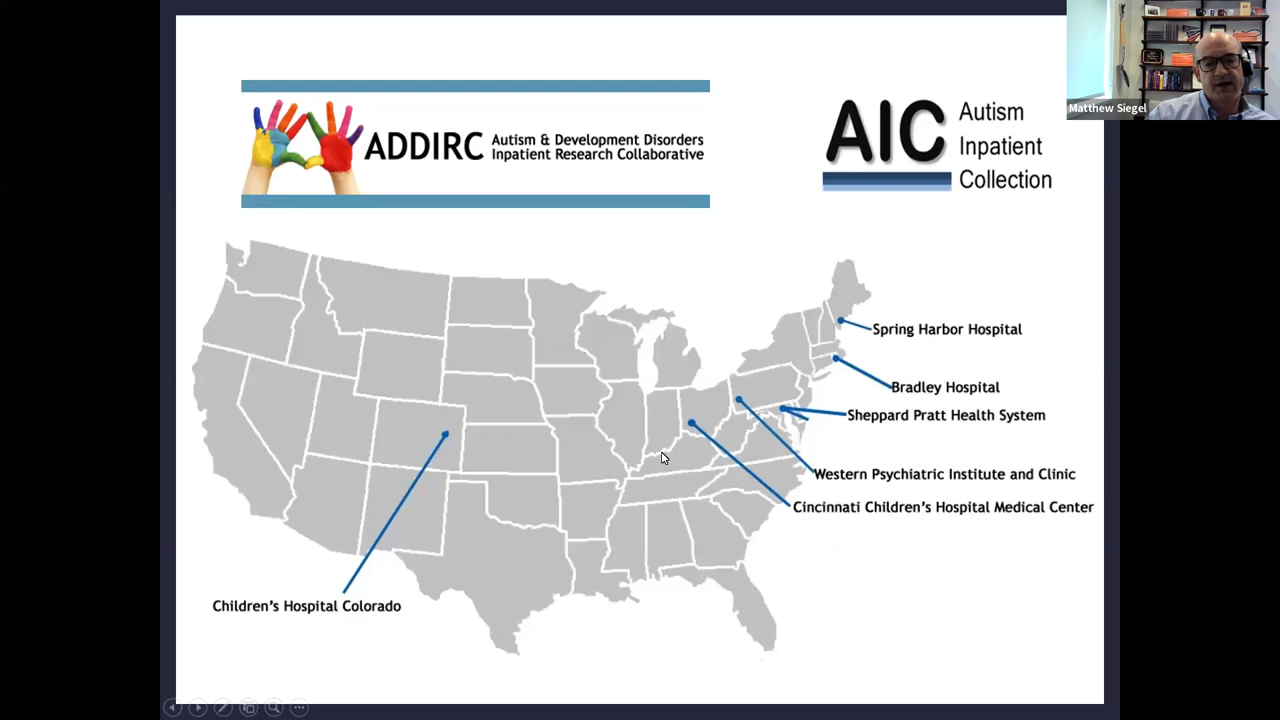 Matthew Siegel
ADDIRC
Autism & Development Disorders
Inpatient Research Collaborative
AIC
Autism
Inpatient
Collection
Spring Harbor Hospital
Bradley Hospital
Sheppard Pratt Health System
Western Psychiatric Institute and Clinic
Cincinnati Children's Hospital Medical Center
Children's Hospital Colorado